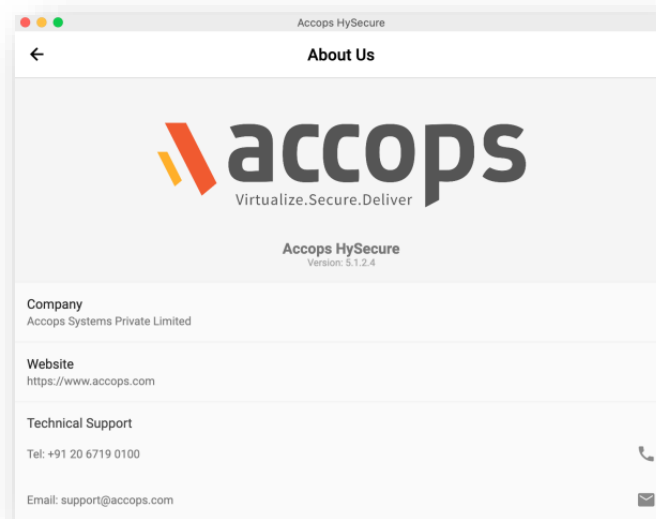 Accops HySecure
About Us
accops
Virtualize.Secure.Deliver
Accops HySecure
Version: 5.1.2.4
Company
Accops Systems Private Limited
Website
https://www.accops.com
Technical Support
Tel: +91 20 6719 0100
Email: support@accops.com